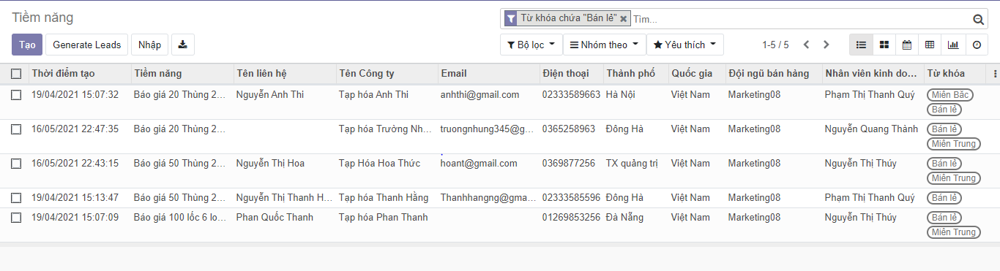 Tiềm năng
Từ khóa chứa "Bán lẻ" Tìm...
Tạo Generate Leads Nhập Bộ lọc Nhóm theo Yêu thích 1-5 / 5
Thời điểm tạo Tiềm năng Tên liên hệ Tên Công ty Email Điện thoại Thành phố Quốc gia Đội ngũ bán hàng Nhân viên kinh do... Từ khóa
19/04/2021 15:07:32 Báo giá 20 Thùng 2... Nguyễn Anh Thi Tạp hóa Anh Thi anhthi@gmail.com 02333589663 Hà Nội Việt Nam Marketing08 Phạm Thị Thanh Quý Miền Bắc
Bán lẻ
16/05/2021 22:47:35 Báo giá 20 Thùng 2... Tạp hóa Trường Nh... truongnhung345@g... 0365258963 Đông Hà Việt Nam Marketing08 Nguyễn Quang Thành Bán lẻ
Miền Trung
16/05/2021 22:43:15 Báo giá 50 Thùng 2... Nguyễn Thị Hoa Tạp Hóa Hoa Thức hoant@gmail.com 0369877256 TX quảng trị Việt Nam Marketing08 Nguyễn Thị Thúy Bán lẻ
Miền Trung
19/04/2021 15:13:47 Báo giá 50 Thùng 2... Nguyễn Thị Thanh H... Tạp hóa Thanh Hằng Thanhhangng@gma... 02333585596 Đông Hà Việt Nam Marketing08 Phạm Thị Thanh Quý Bán lẻ
19/04/2021 15:07:09 Báo giá 100 lốc 6 lo... Phan Quốc Thanh Tạp hóa Phan Thanh 01269853256 Đà Nẵng Việt Nam Marketing08 Nguyễn Thị Thúy Bán lẻ
Miền Trung